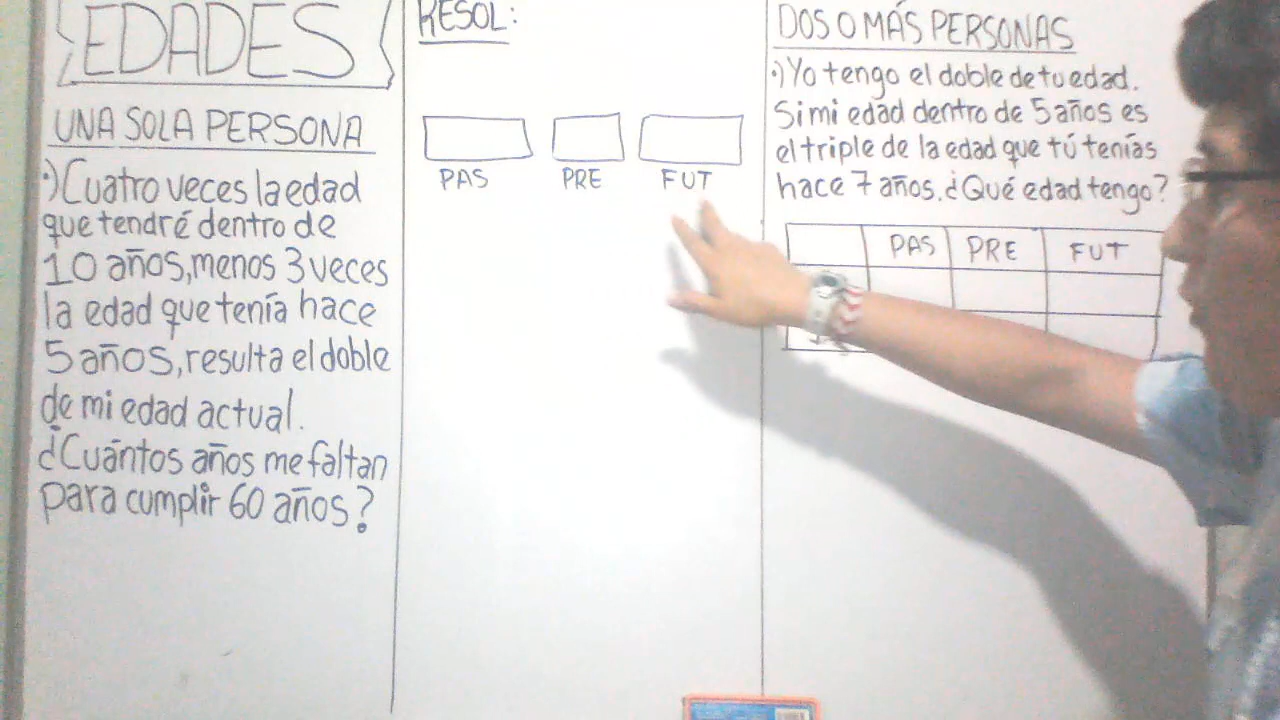 EDADES
UNA SOLA PERSONA
•) Cuatro veces la edad
que tendré dentro de
10 años, menos 3 veces
la edad que tenía hace
5 años, resulta el doble
de mi edad actual.
¿Cuántos años me faltan
para cumplir 60 años?
RESOL:
PAS PRE FUT
DOS O MÁS PERSONAS
•) Yo tengo el doble de tu edad.
Si mi edad dentro de 5 años es
el triple de la edad que tú tenías
hace 7 años. ¿Qué edad tengo?
PAS PRE FUT